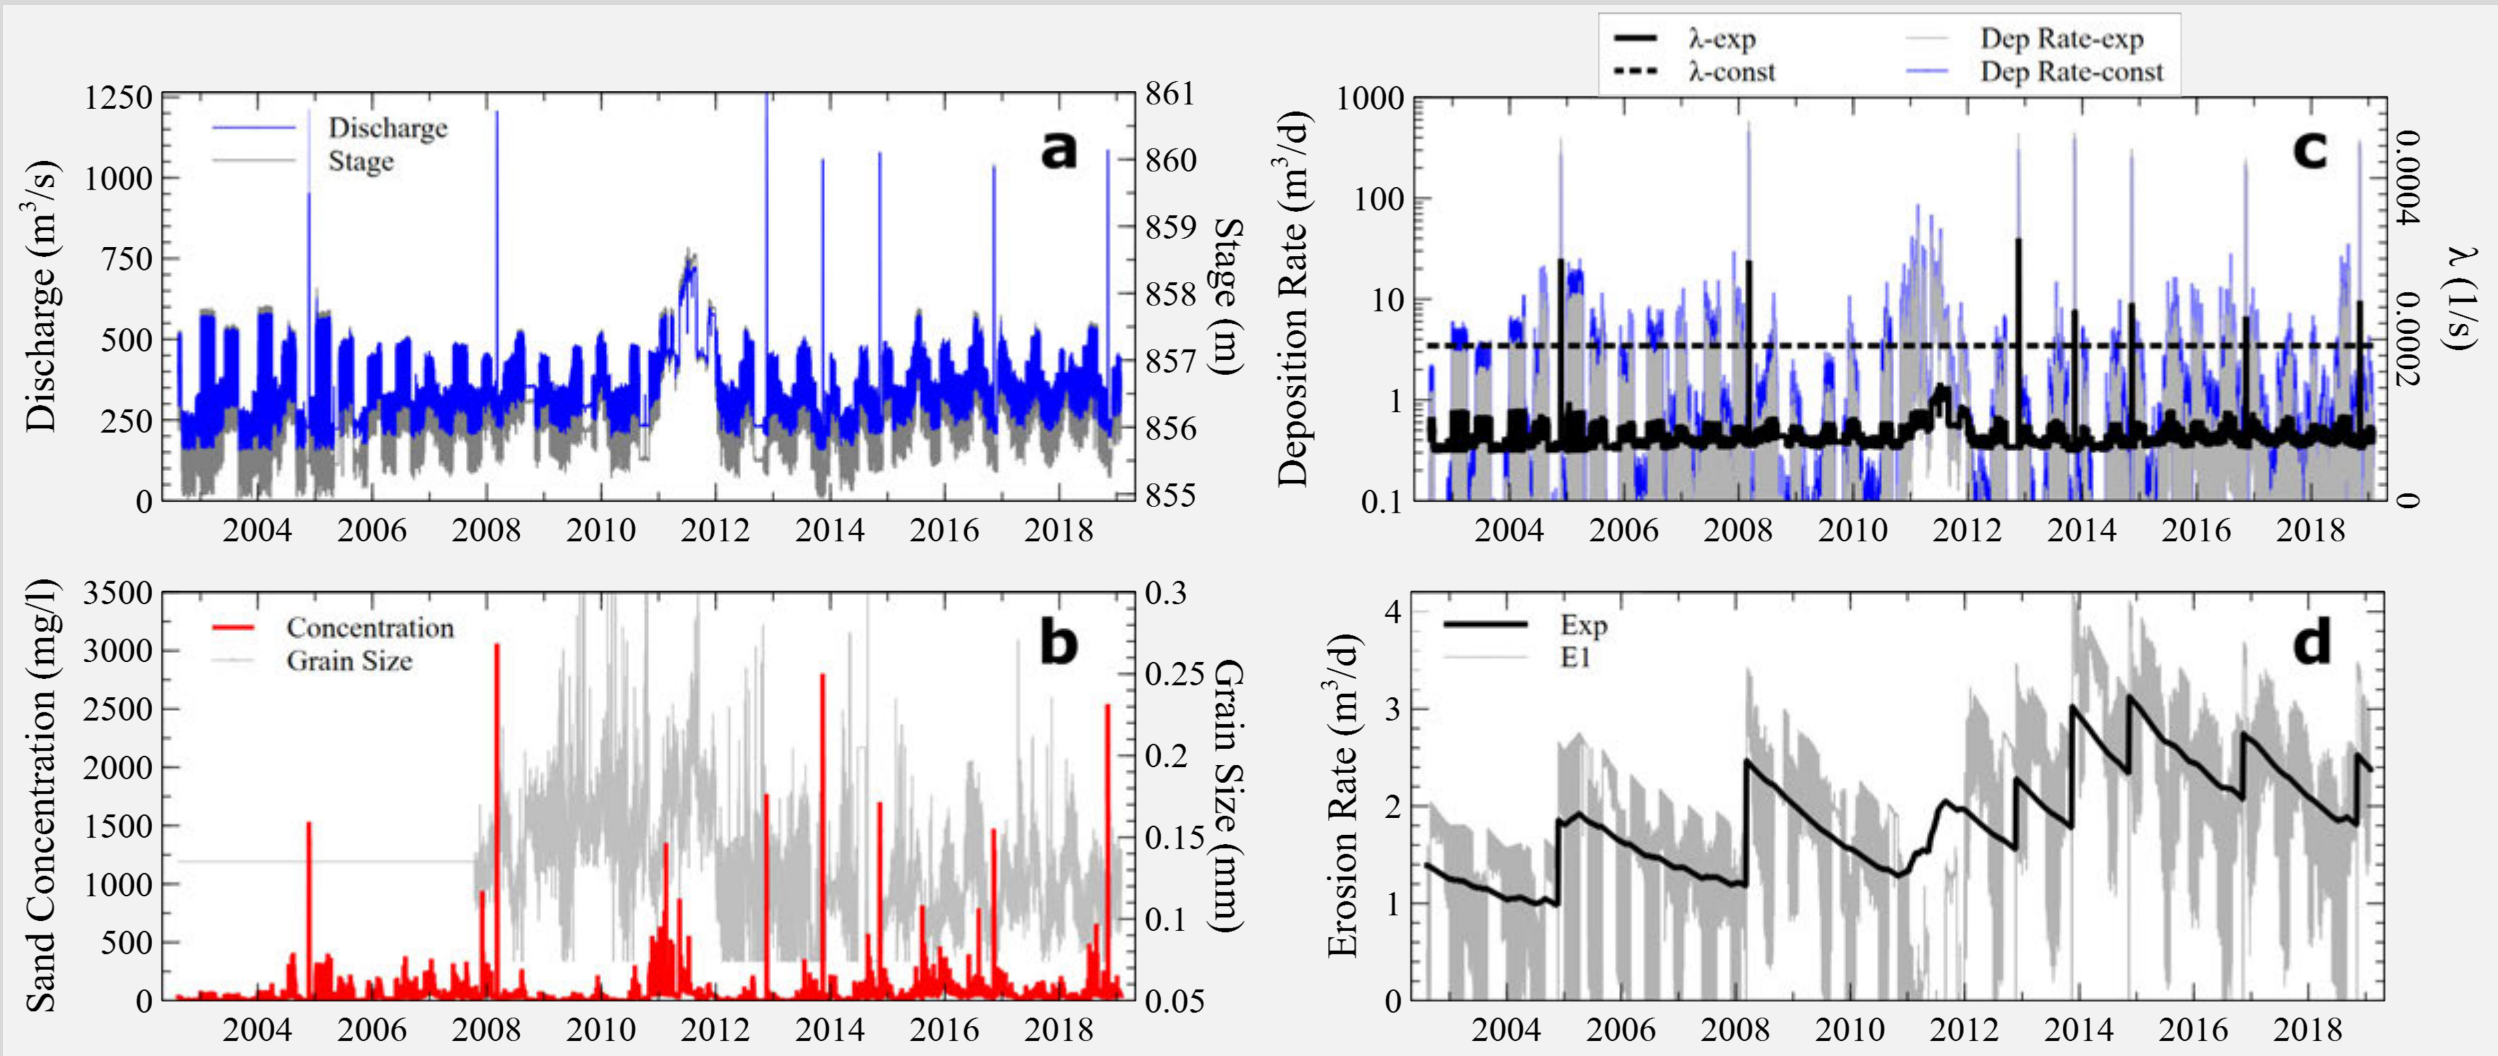 Discharge (m³/s)
1250
1000
750
500
250
0
Discharge
Stage
a
861
860
859
858
857
856
855
Stage (m)
2004 2006 2008 2010 2012 2014 2016 2018
λ-exp Dep Rate-exp
λ-const Dep Rate-const
Deposition Rate (m³/d)
1000
100
10
1
0.1
c
0.0004
0.0002
0
λ (1/s)
2004 2006 2008 2010 2012 2014 2016 2018
Sand Concentration (mg/l)
3500
3000
2500
2000
1500
1000
500
0
Concentration
Grain Size
b
0.3
0.25
0.2
0.15
0.1
0.05
Grain Size (mm)
2004 2006 2008 2010 2012 2014 2016 2018
Erosion Rate (m³/d)
4
3
2
1
0
Exp
E1
d
2004 2006 2008 2010 2012 2014 2016 2018